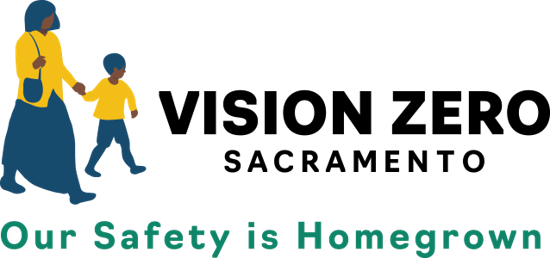 VISION ZERO
SACRAMENTO
Our Safety is Homegrown